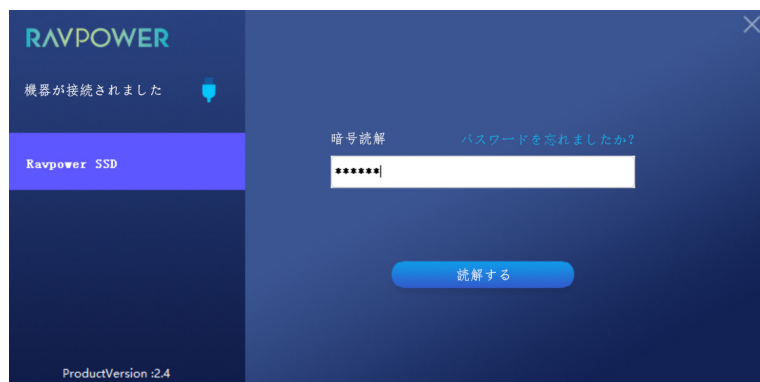 RAVPOWER
機器が接続されました
Ravpower SSD
ProductVersion :2.4
暗号読解
パスワードを忘れましたか?
******
読解する